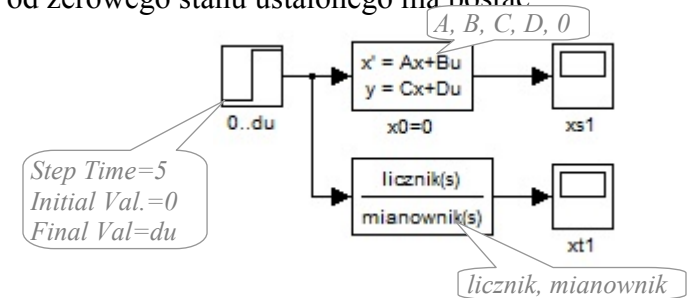 od zerowego stanu ustalonego ma postać
A, B, C, D, 0
x' = Ax+Bu
y = Cx+Du
0..du
x0=0
xs1
Step Time=5
Initial Val.=0
Final Val=du
licznik(s)
mianownik(s)
xt1
licznik, mianownik